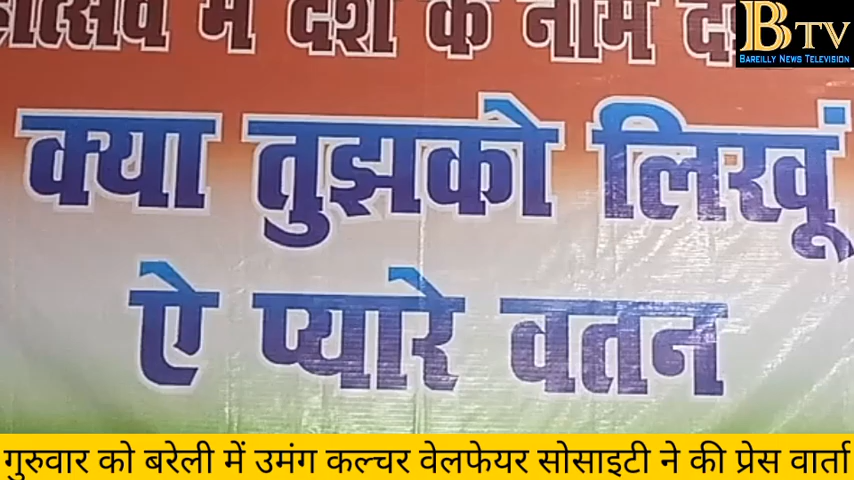 में देश के नाम
BTV
BAREILLY NEWS TELEVISION
क्या तुझको लिखूं
ऐ प्यारे वतन
गुरुवार को बरेली में उमंग कल्चर वेलफेयर सोसाइटी ने की प्रेस वार्ता